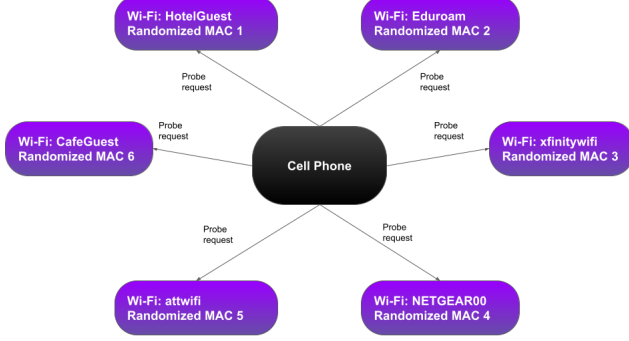 Wi-Fi: HotelGuest
Randomized MAC 1
Wi-Fi: Eduroam
Randomized MAC 2
Probe
request
Probe
request
Wi-Fi: CafeGuest
Randomized MAC 6
Probe
request
Cell Phone
Probe
request
Wi-Fi: xfinitywifi
Randomized MAC 3
Probe
request
Probe
request
Wi-Fi: attwifi
Randomized MAC 5
Wi-Fi: NETGEAR00
Randomized MAC 4